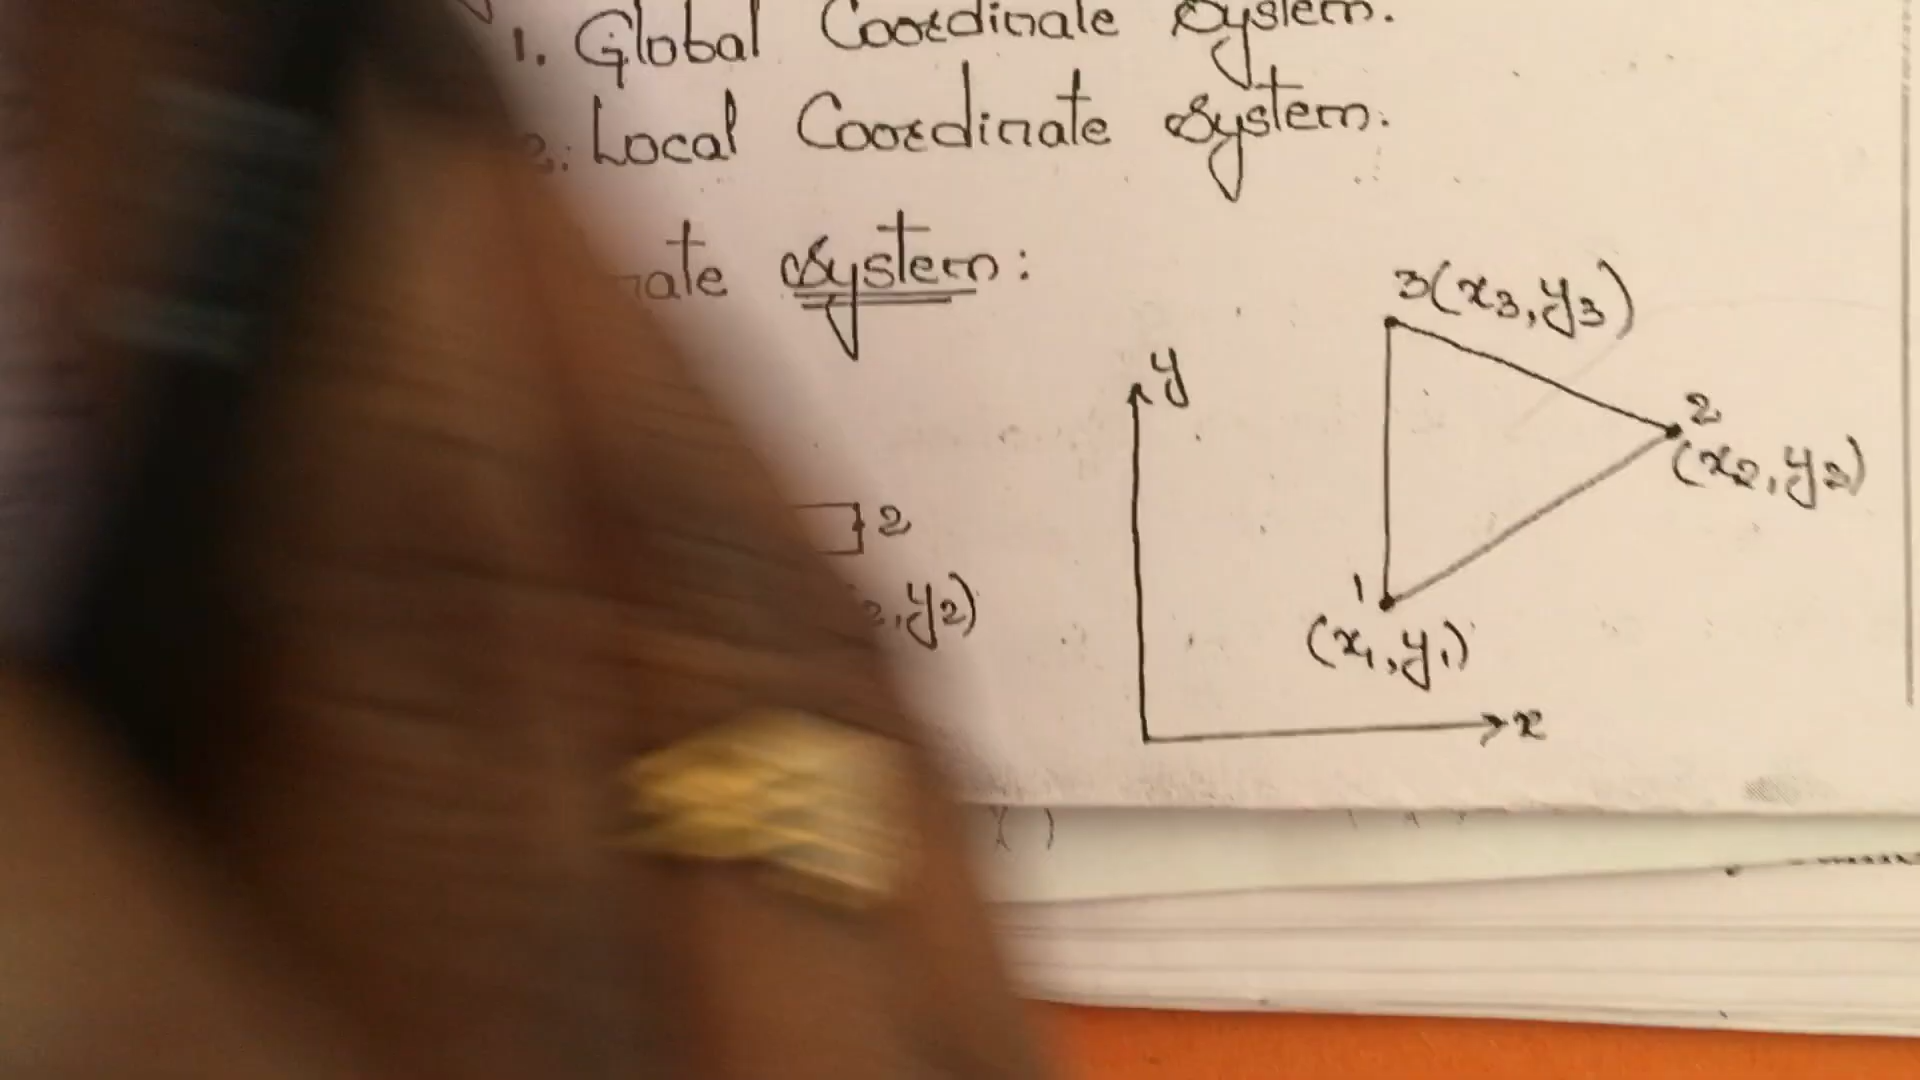 1. Global Coordinate System.
2. Local Coordinate System.
System:
3(x3,y3)
y
2
(x2,y2)
2
,y2)
1
(x1,y1)
x